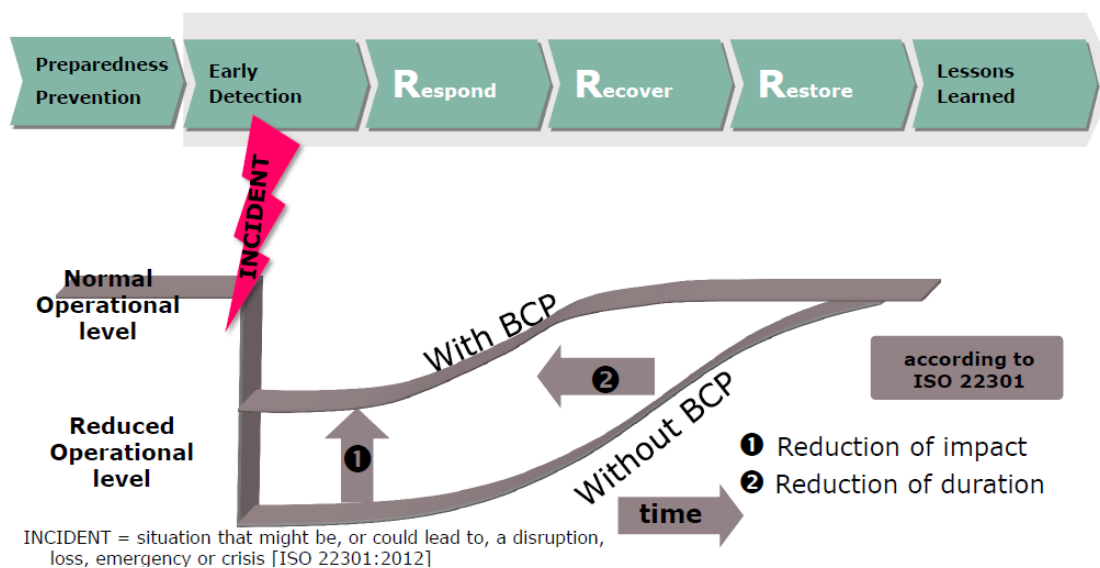 Preparedness
Prevention
Early
Detection
Respond
Recover
Restore
Lessons
Learned
INCIDENT
Normal
Operational
level
With BCP
❷
according to
ISO 22301
Reduced
Operational
level
❶
Without BCP
❶ Reduction of impact
❷ Reduction of duration
time
INCIDENT = situation that might be, or could lead to, a disruption,
loss, emergency or crisis [ISO 22301:2012]